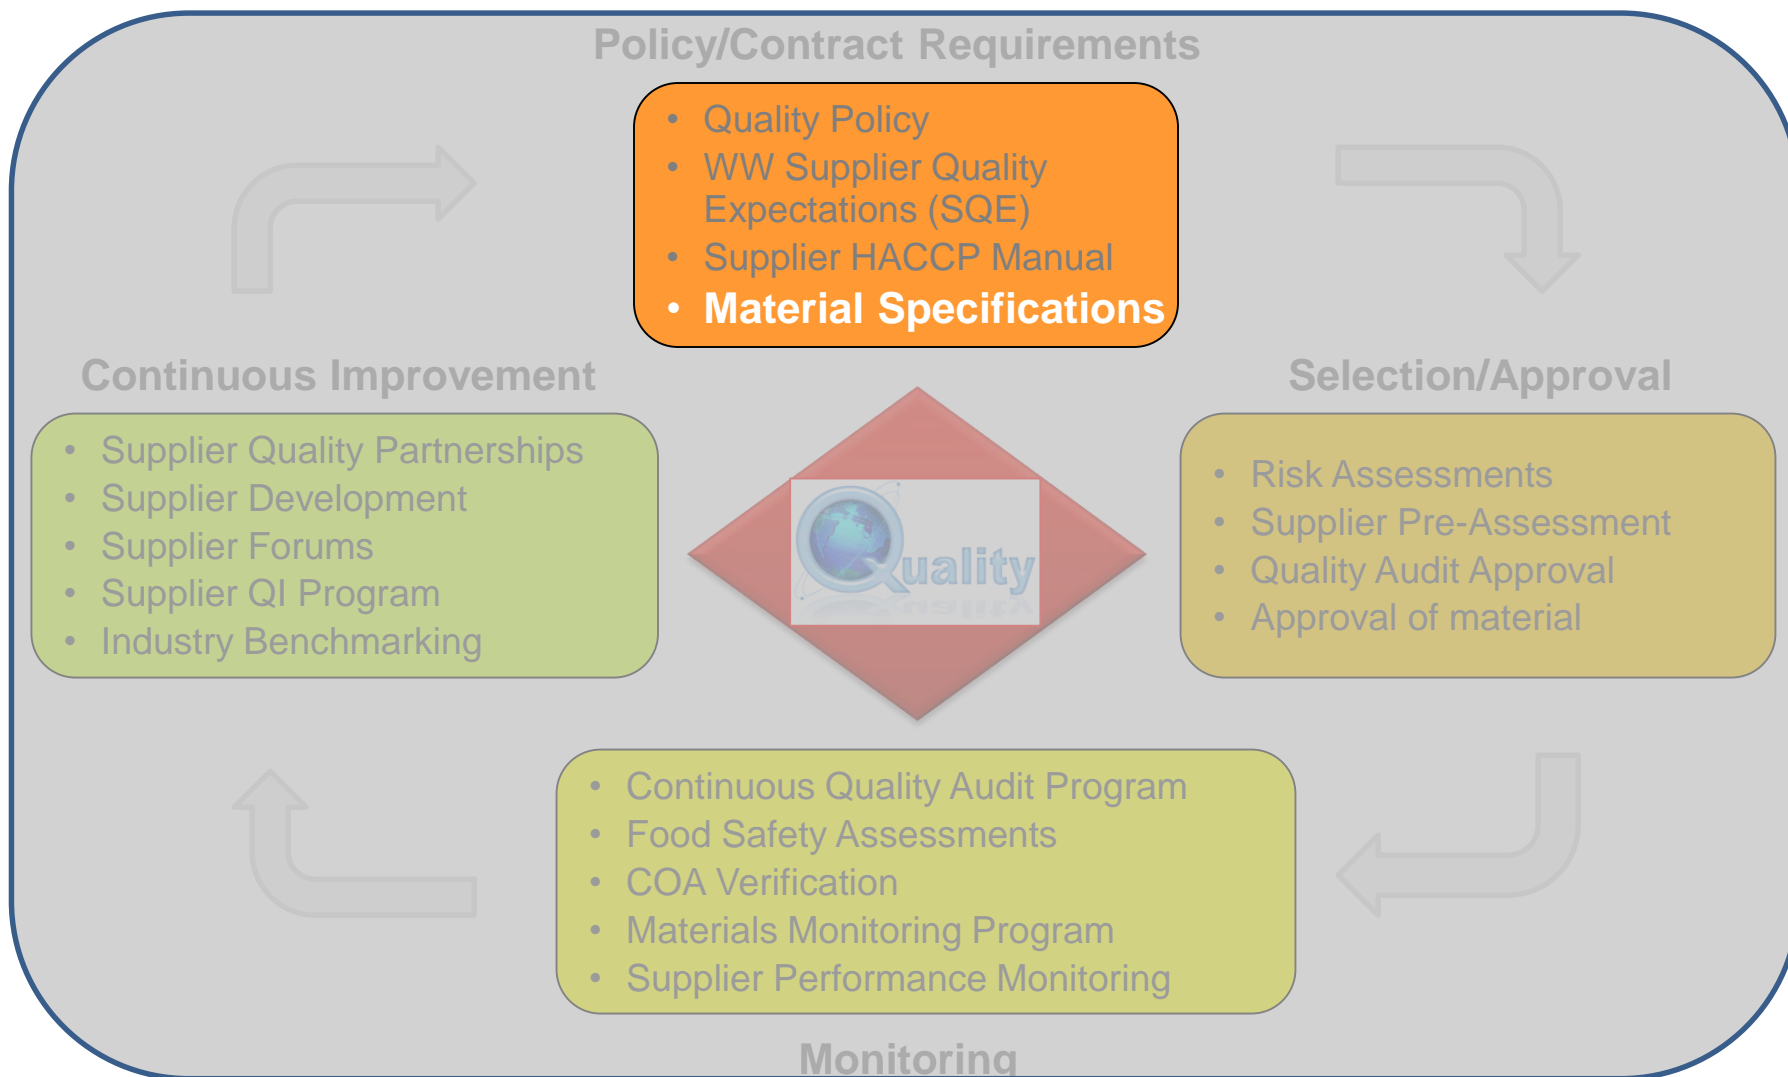 Policy/Contract Requirements
• Quality Policy
• WW Supplier Quality
Expectations (SQE)
• Supplier HACCP Manual
• Material Specifications
Continuous Improvement
• Supplier Quality Partnerships
• Supplier Development
• Supplier Forums
• Supplier QI Program
• Industry Benchmarking
Quality
Selection/Approval
• Risk Assessments
• Supplier Pre-Assessment
• Quality Audit Approval
• Approval of material
• Continuous Quality Audit Program
• Food Safety Assessments
• COA Verification
• Materials Monitoring Program
• Supplier Performance Monitoring
Monitoring